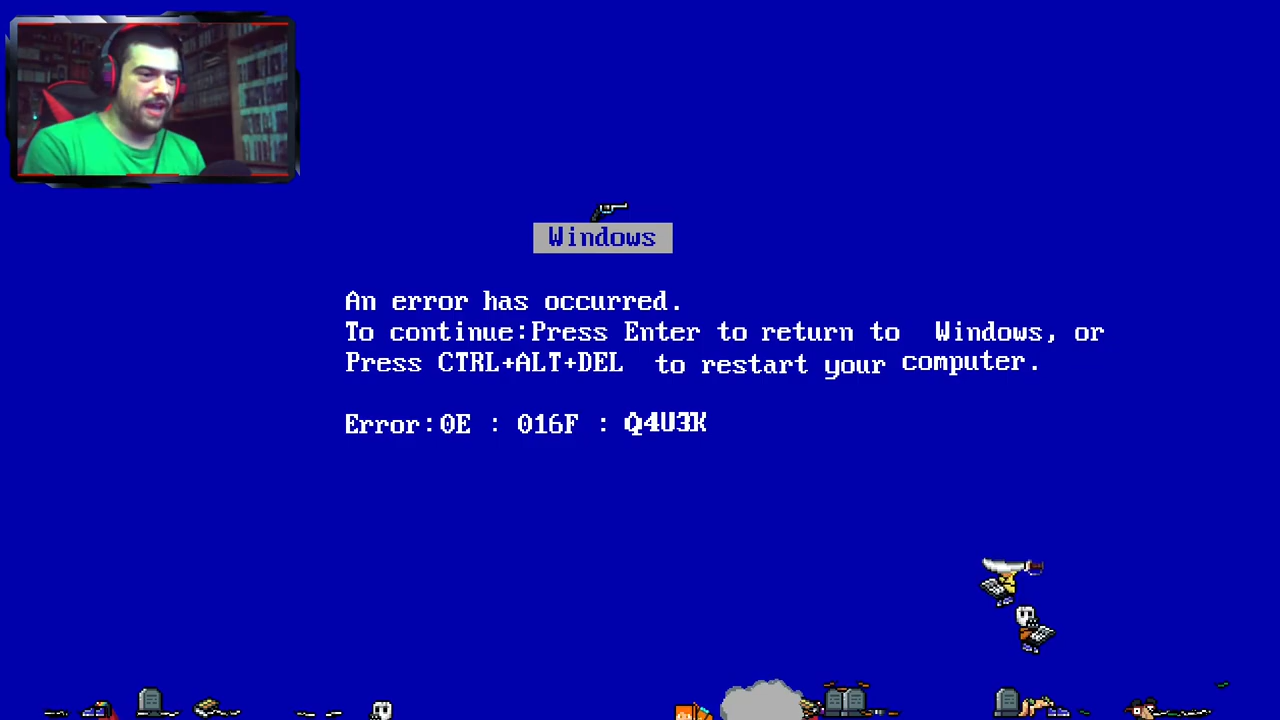 Windows
An error has occurred.
To continue:Press Enter to return to Windows, or
Press CTRL+ALT+DEL to restart your computer.
Error:0E : 016F : Q4U3K